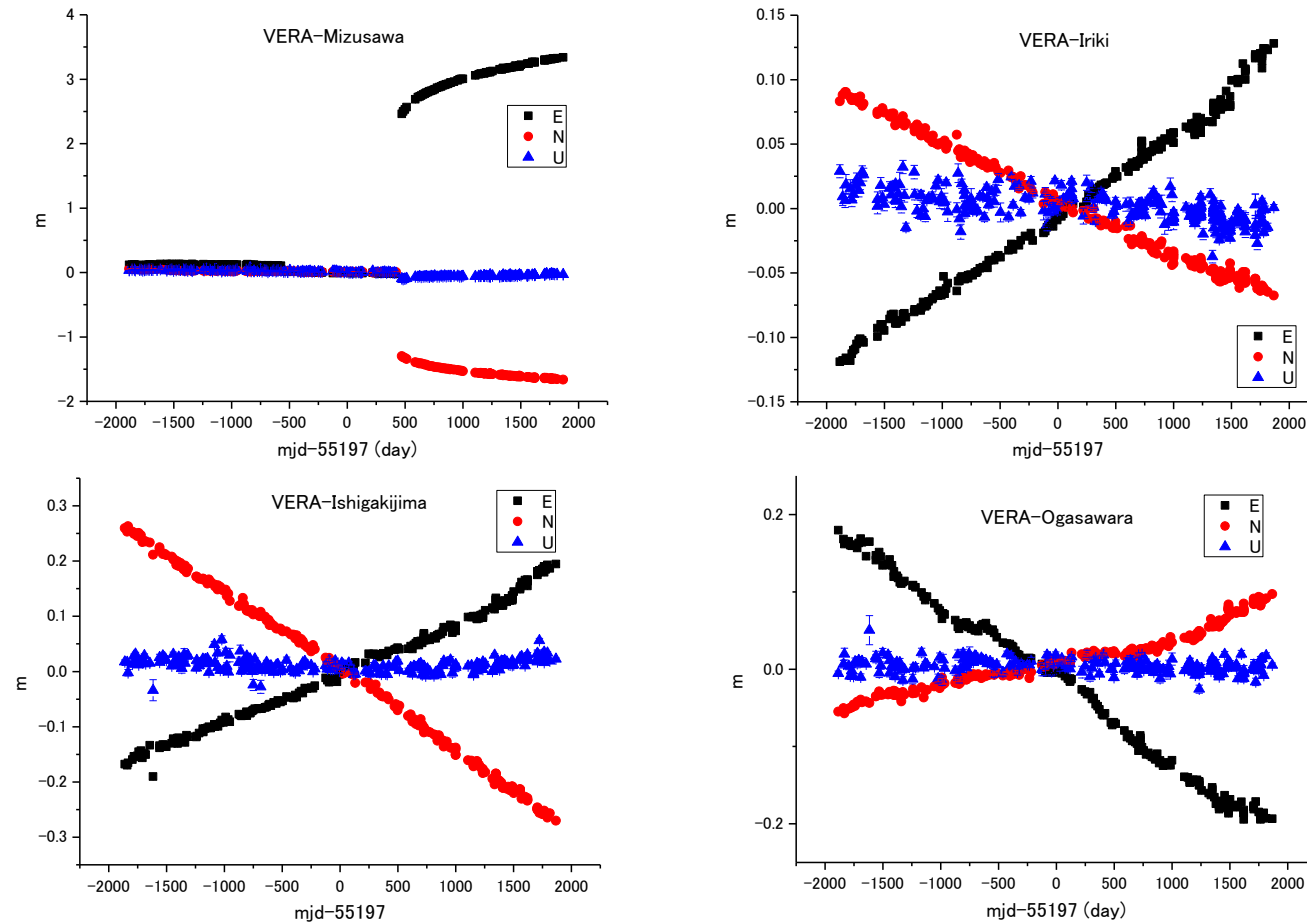 VERA-Mizusawa
4
3
2
1
0
-1
-2
m
E
N
U
-2000 -1500 -1000 -500 0 500 1000 1500 2000
mjd-55197 (day)
VERA-Iriki
0.15
0.10
0.05
0.00
-0.05
-0.10
-0.15
m
E
N
U
-2000 -1500 -1000 -500 0 500 1000 1500 2000
mjd-55197
VERA-Ishigakijima
0.3
0.2
0.1
0.0
-0.1
-0.2
-0.3
m
E
N
U
-2000 -1500 -1000 -500 0 500 1000 1500 2000
mjd-55197
VERA-Ogasawara
0.2
0.0
-0.2
m
E
N
U
-2000 -1500 -1000 -500 0 500 1000 1500 2000
mjd-55197 (day)